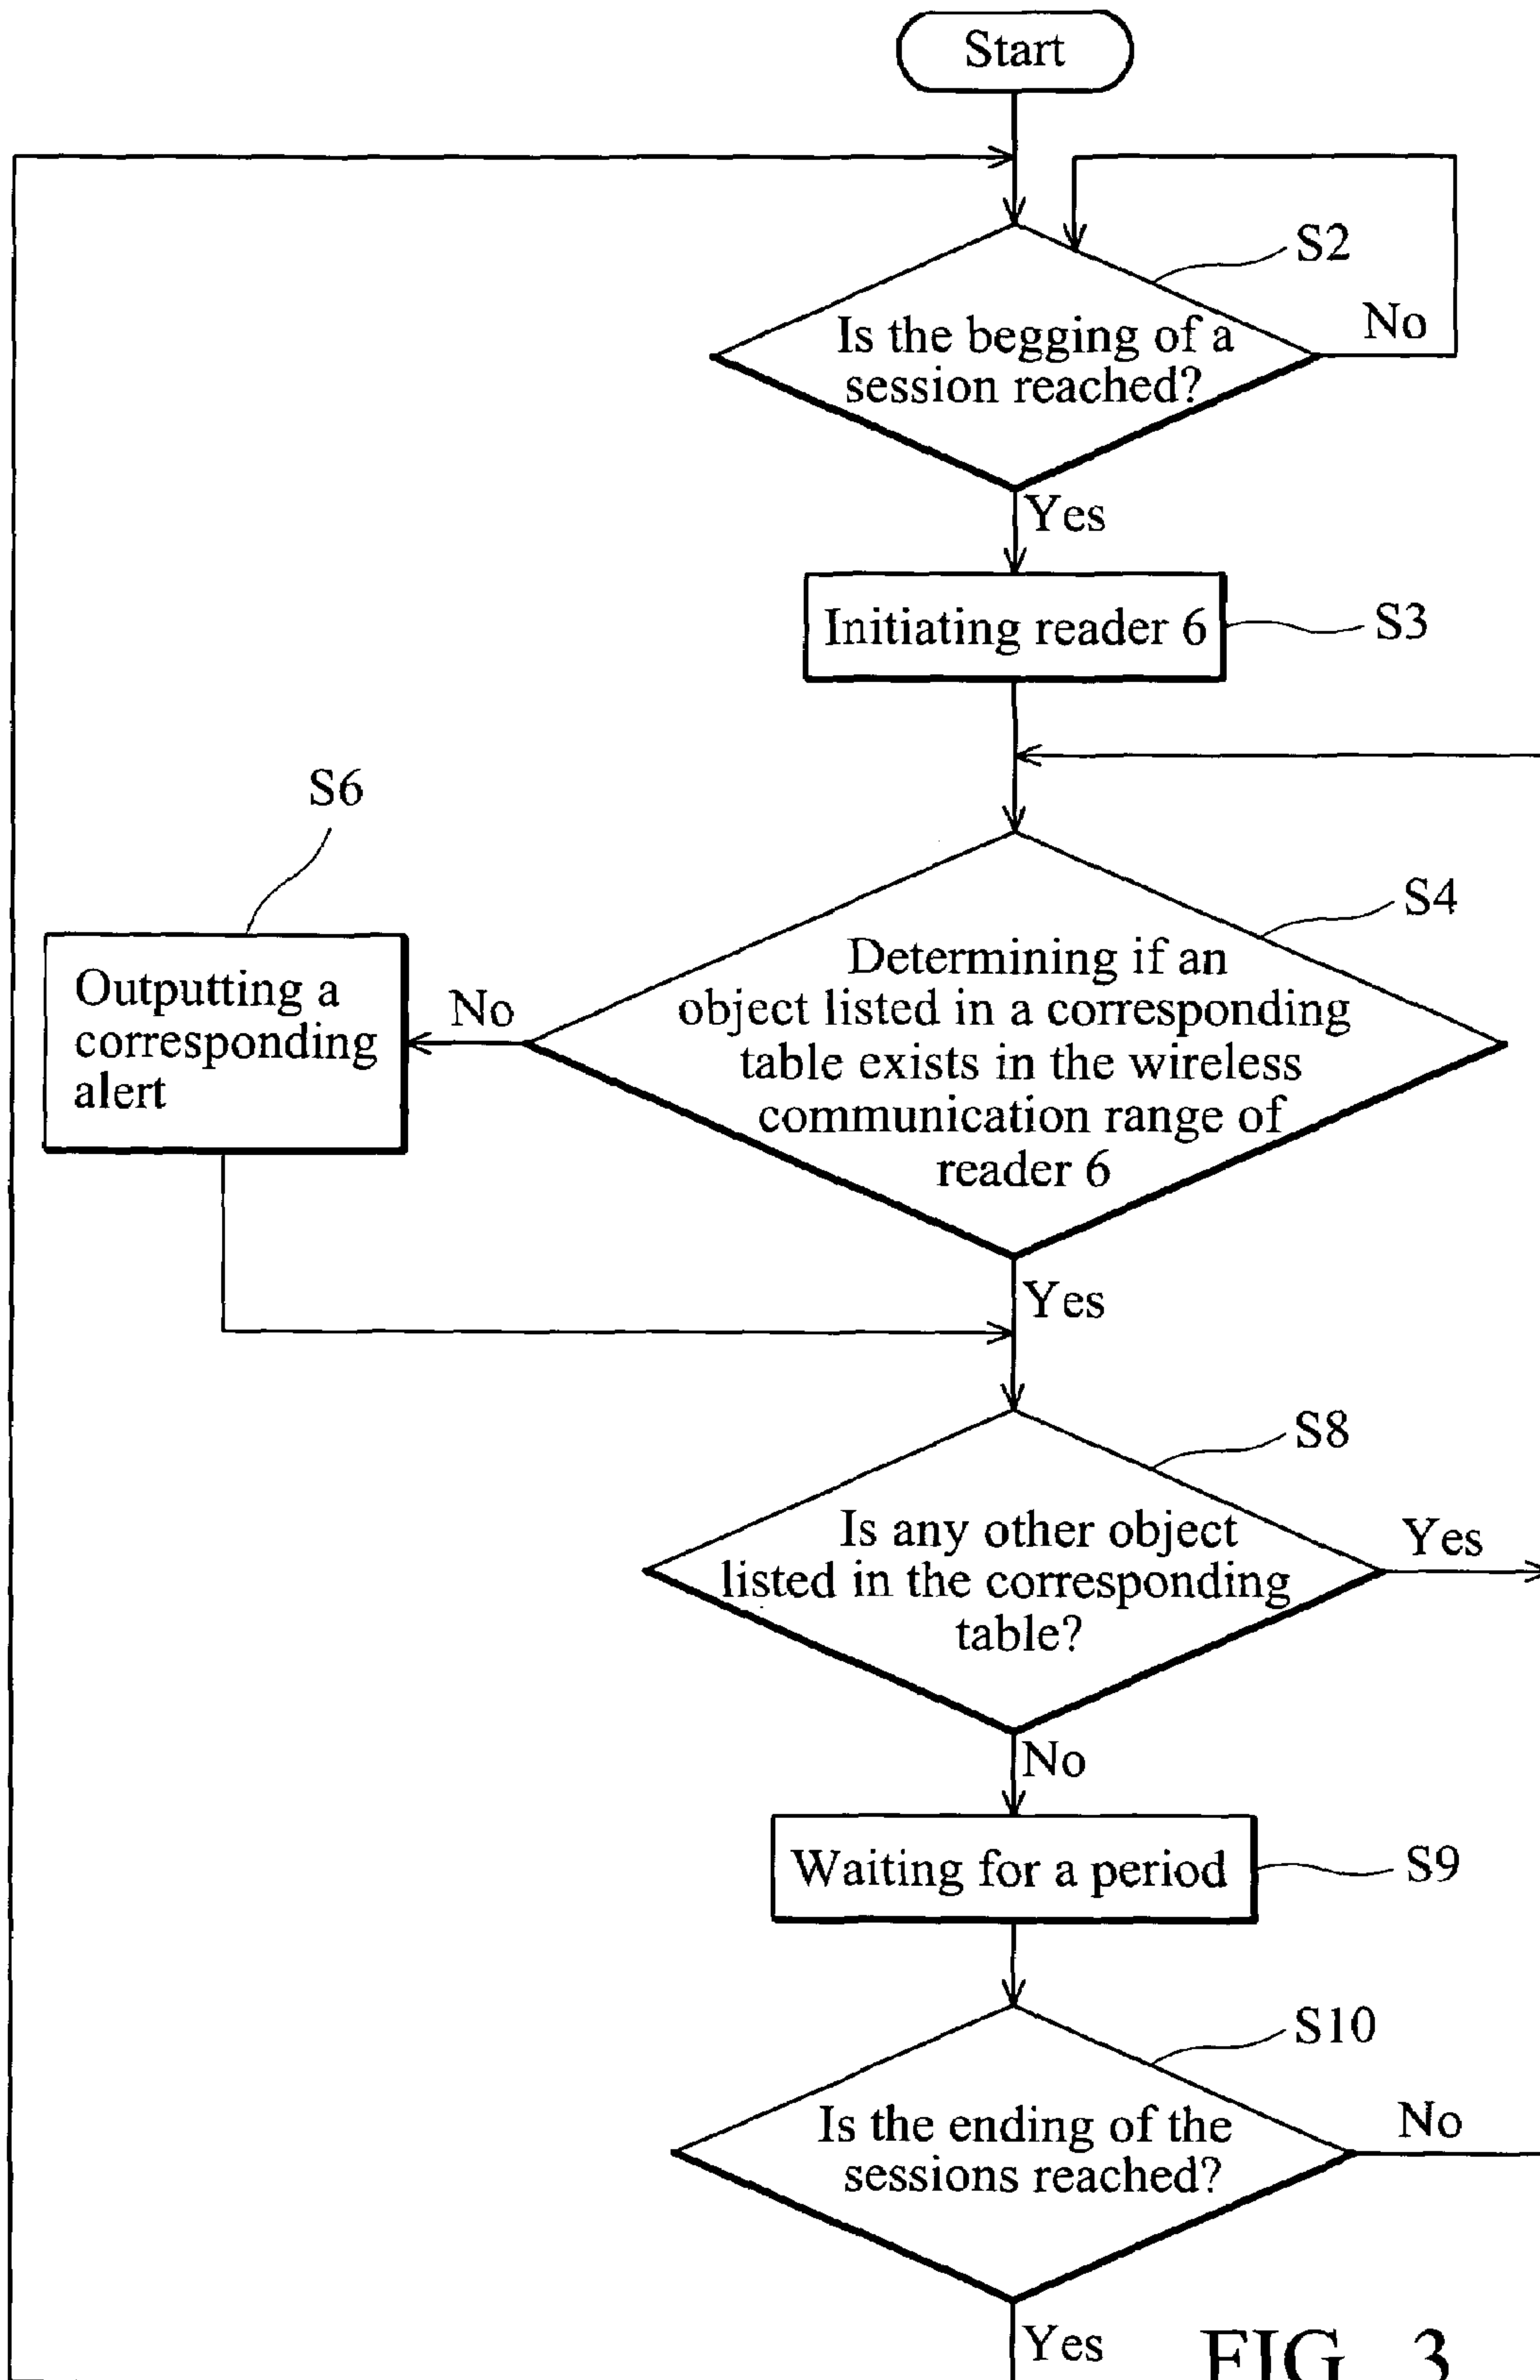 Start
S2
Is the begging of a
session reached?
No
Yes
Initiating reader 6
S3
S6
S4
Outputting a
corresponding
alert
No
Determining if an
object listed in a corresponding
table exists in the wireless
communication range of
reader 6
Yes
S8
Is any other object
listed in the corresponding
table?
Yes
No
Waiting for a period
S9
S10
Is the ending of the
sessions reached?
No
Yes
FIG. 3